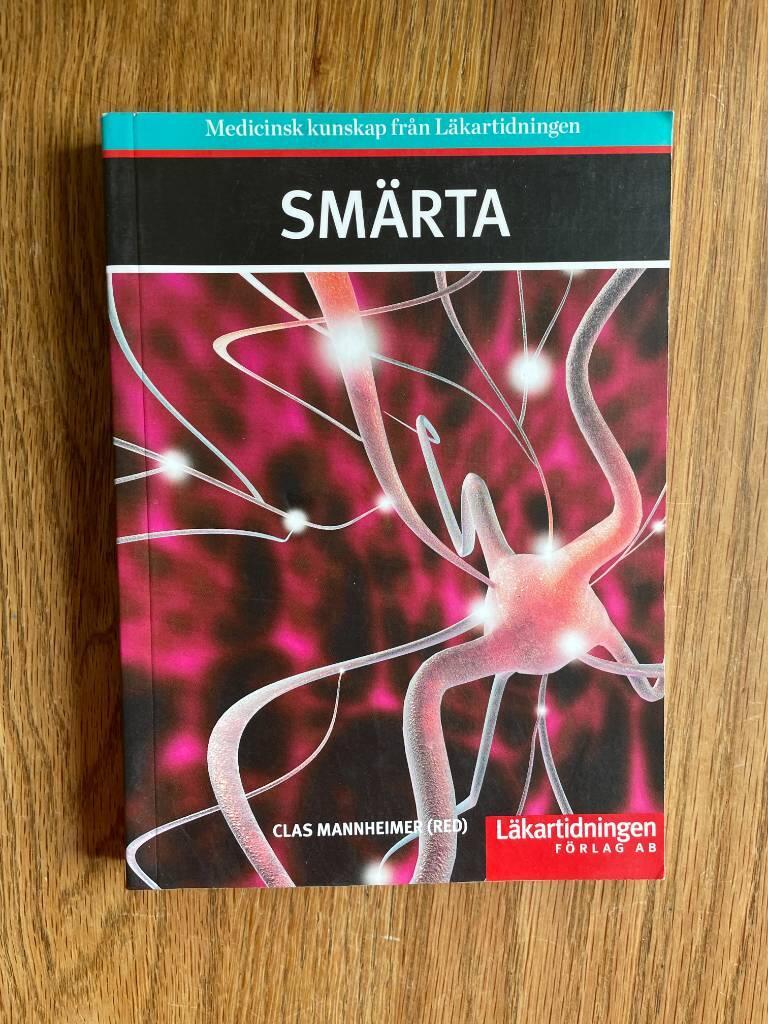 Medicinsk kunskap från Läkartidningen
SMÄRTA
CLAS MANNHEIMER (RED)
Läkartidningen
FÖRLAG AB